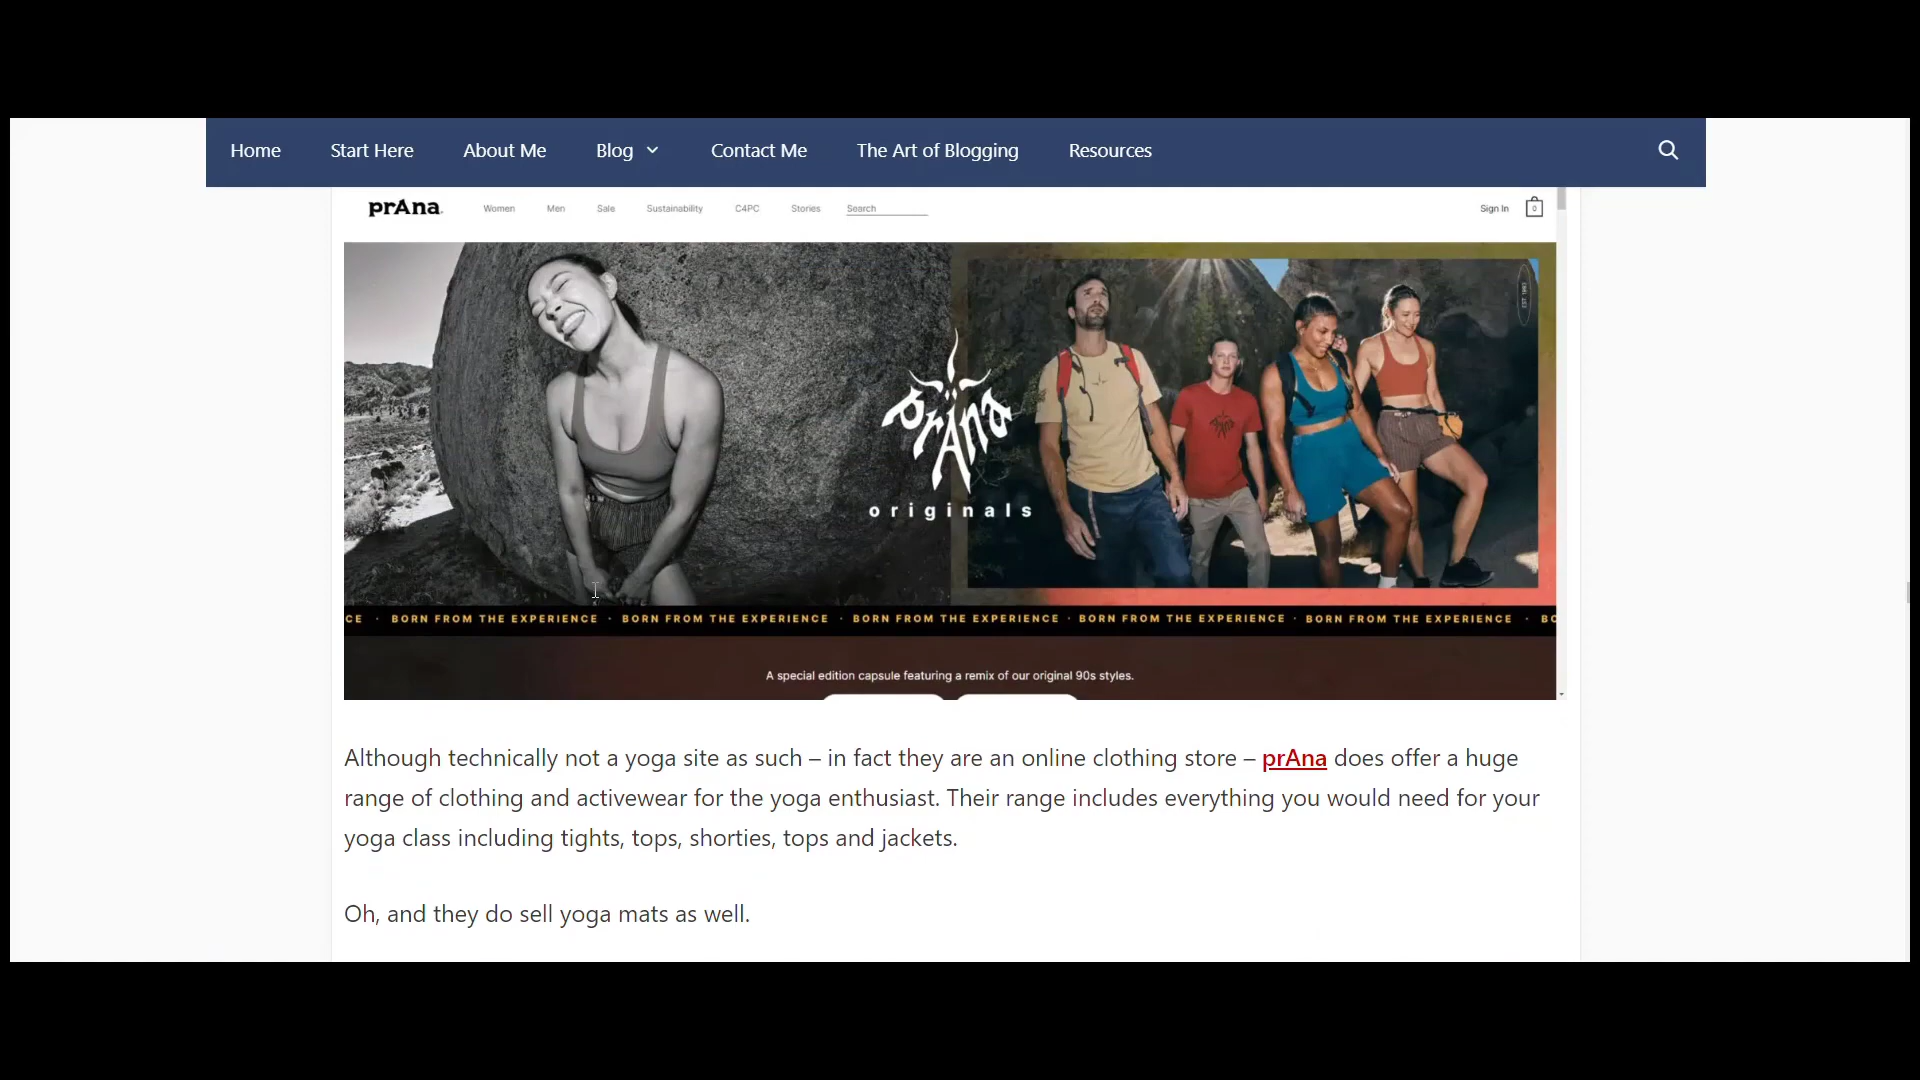 Home Start Here About Me Blog Contact Me The Art of Blogging Resources
prAna Women Men Sale Sustainability C4PC Stories Search Sign In 0
prAna
originals
CE · BORN FROM THE EXPERIENCE · BORN FROM THE EXPERIENCE · BORN FROM THE EXPERIENCE · BORN FROM THE EXPERIENCE · BORN FROM THE EXPERIENCE · BO
A special edition capsule featuring a remix of our original 90s styles.
Although technically not a yoga site as such – in fact they are an online clothing store – prAna does offer a huge
range of clothing and activewear for the yoga enthusiast. Their range includes everything you would need for your
yoga class including tights, tops, shorties, tops and jackets.
Oh, and they do sell yoga mats as well.